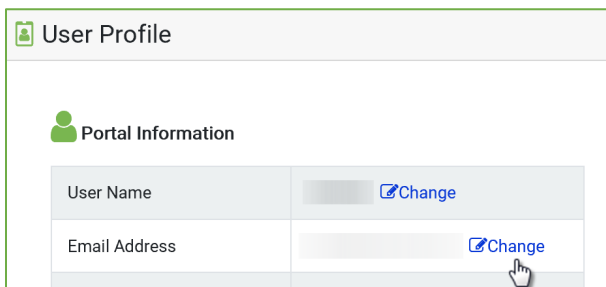 User Profile
Portal Information
User Name Change
Email Address Change